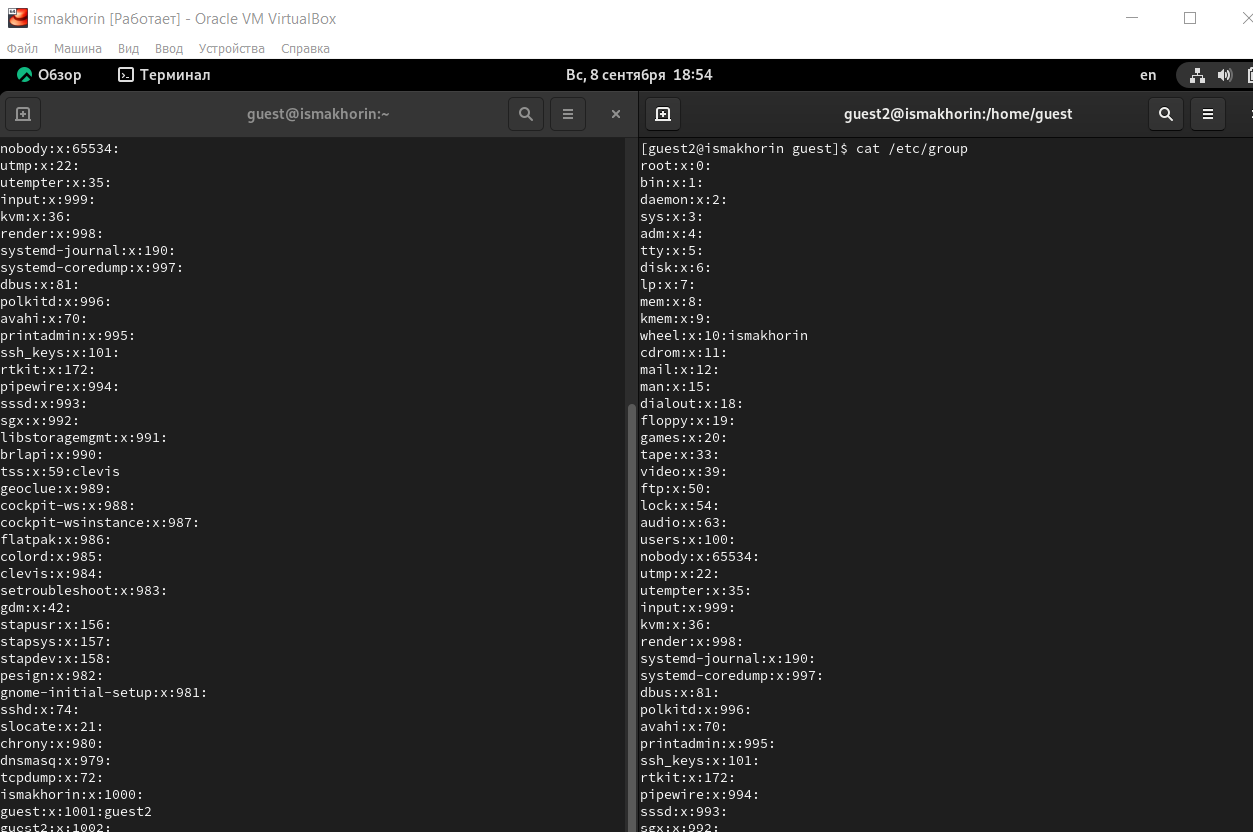 ismakhorin [Работает] - Oracle VM VirtualBox
Файл Машина Вид Ввод Устройства Справка
Обзор Терминал Вс, 8 сентября 18:54 en
guest@ismakhorin:~
nobody:x:65534:
utmp:x:22:
utempter:x:35:
input:x:999:
kvm:x:36:
render:x:998:
systemd-journal:x:190:
systemd-coredump:x:997:
dbus:x:81:
polkitd:x:996:
avahi:x:70:
printadmin:x:995:
ssh_keys:x:101:
rtkit:x:172:
pipewire:x:994:
sssd:x:993:
sgx:x:992:
libstoragemgmt:x:991:
brlapi:x:990:
tss:x:59:clevis
geoclue:x:989:
cockpit-ws:x:988:
cockpit-wsinstance:x:987:
flatpak:x:986:
colord:x:985:
clevis:x:984:
setroubleshoot:x:983:
gdm:x:42:
stapusr:x:156:
stapsys:x:157:
stapdev:x:158:
pesign:x:982:
gnome-initial-setup:x:981:
sshd:x:74:
slocate:x:21:
chrony:x:980:
dnsmasq:x:979:
tcpdump:x:72:
ismakhorin:x:1000:
guest:x:1001:guest2
guest2:x:1002:
guest2@ismakhorin:/home/guest
[guest2@ismakhorin guest]$ cat /etc/group
root:x:0:
bin:x:1:
daemon:x:2:
sys:x:3:
adm:x:4:
tty:x:5:
disk:x:6:
lp:x:7:
mem:x:8:
kmem:x:9:
wheel:x:10:ismakhorin
cdrom:x:11:
mail:x:12:
man:x:15:
dialout:x:18:
floppy:x:19:
games:x:20:
tape:x:33:
video:x:39:
ftp:x:50:
lock:x:54:
audio:x:63:
users:x:100:
nobody:x:65534:
utmp:x:22:
utempter:x:35:
input:x:999:
kvm:x:36:
render:x:998:
systemd-journal:x:190:
systemd-coredump:x:997:
dbus:x:81:
polkitd:x:996:
avahi:x:70:
printadmin:x:995:
ssh_keys:x:101:
rtkit:x:172:
pipewire:x:994:
sssd:x:993:
sgx:x:992: